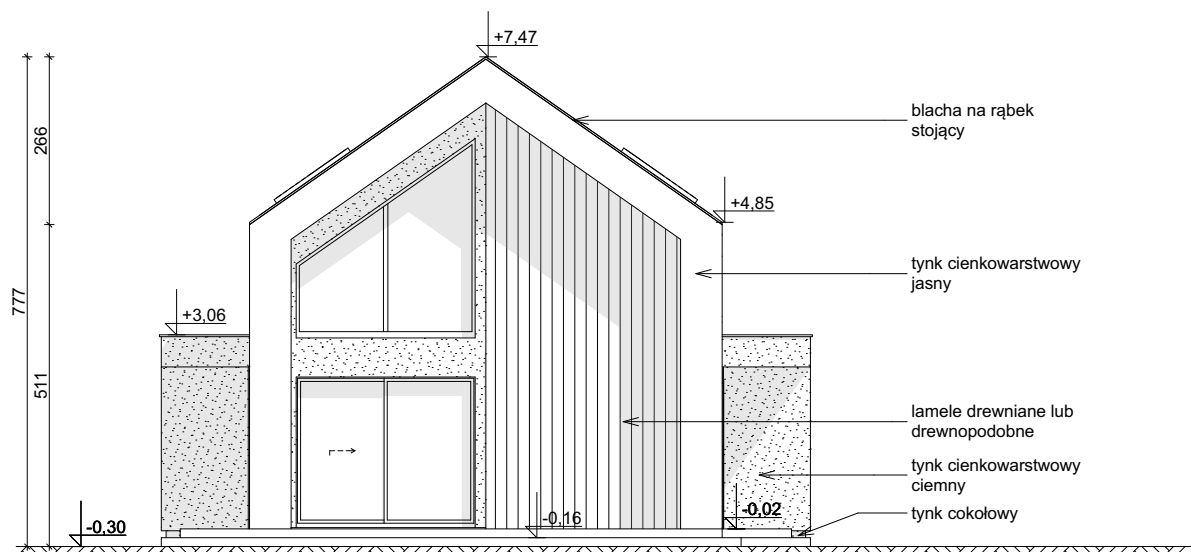 +7,47
blacha na rąbek
stojący
266
+4,85
tynk cienkowarstwowy
jasny
777
+3,06
511
lamele drewniane lub
drewnopodobne
tynk cienkowarstwowy
ciemny
-0,30
-0,16
-0,02
tynk cokołowy